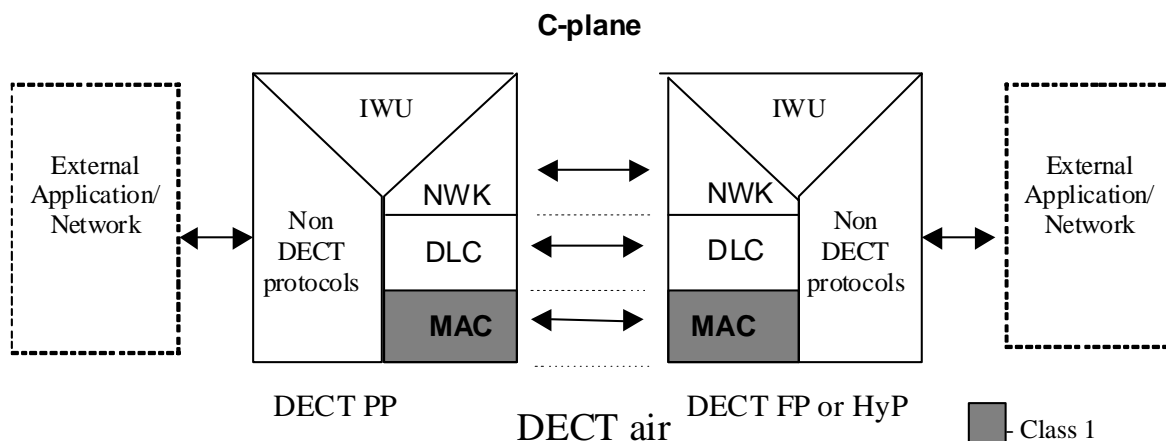 C-plane
External
Application/
Network
IWU
Non
DECT
protocols
NWK
DLC
MAC
IWU
NWK
DLC
MAC
Non
DECT
protocols
External
Application/
Network
DECT PP
DECT air
DECT FP or HyP
- Class 1